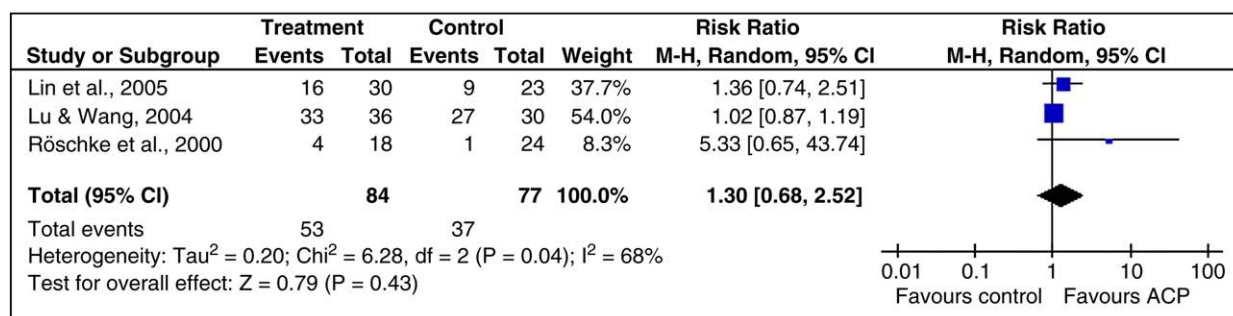 Treatment Control Risk Ratio Risk Ratio
Study or Subgroup Events Total Events Total Weight M-H, Random, 95% CI M-H, Random, 95% CI
Lin et al., 2005 16 30 9 23 37.7% 1.36 [0.74, 2.51]
Lu & Wang, 2004 33 36 27 30 54.0% 1.02 [0.87, 1.19]
Röschke et al., 2000 4 18 1 24 8.3% 5.33 [0.65, 43.74]
Total (95% CI) 84 77 100.0% 1.30 [0.68, 2.52]
Total events 53 37
Heterogeneity: Tau² = 0.20; Chi² = 6.28, df = 2 (P = 0.04); I² = 68%
Test for overall effect: Z = 0.79 (P = 0.43)
0.01 0.1 1 10 100
Favours control Favours ACP